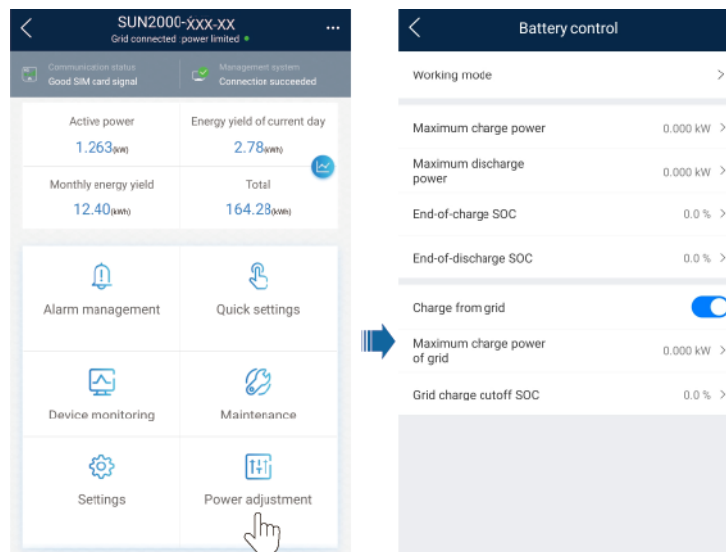 SUN2000-XXX-XX
Grid connected :power limited
Communication status
Good SIM card signal
Management system
Connection succeeded
Active power
1.263(kW)
Energy yield of current day
2.78(kWh)
Monthly energy yield
12.40(kWh)
Total
164.28(kWh)
Alarm management
Quick settings
Device monitoring
Maintenance
Settings
Power adjustment
Battery control
Working mode
Maximum charge power
0.000 kW
Maximum discharge
power
0.000 kW
End-of-charge SOC
0.0 %
End-of-discharge SOC
0.0 %
Charge from grid
Maximum charge power
of grid
0.000 kW
Grid charge cutoff SOC
0.0 %